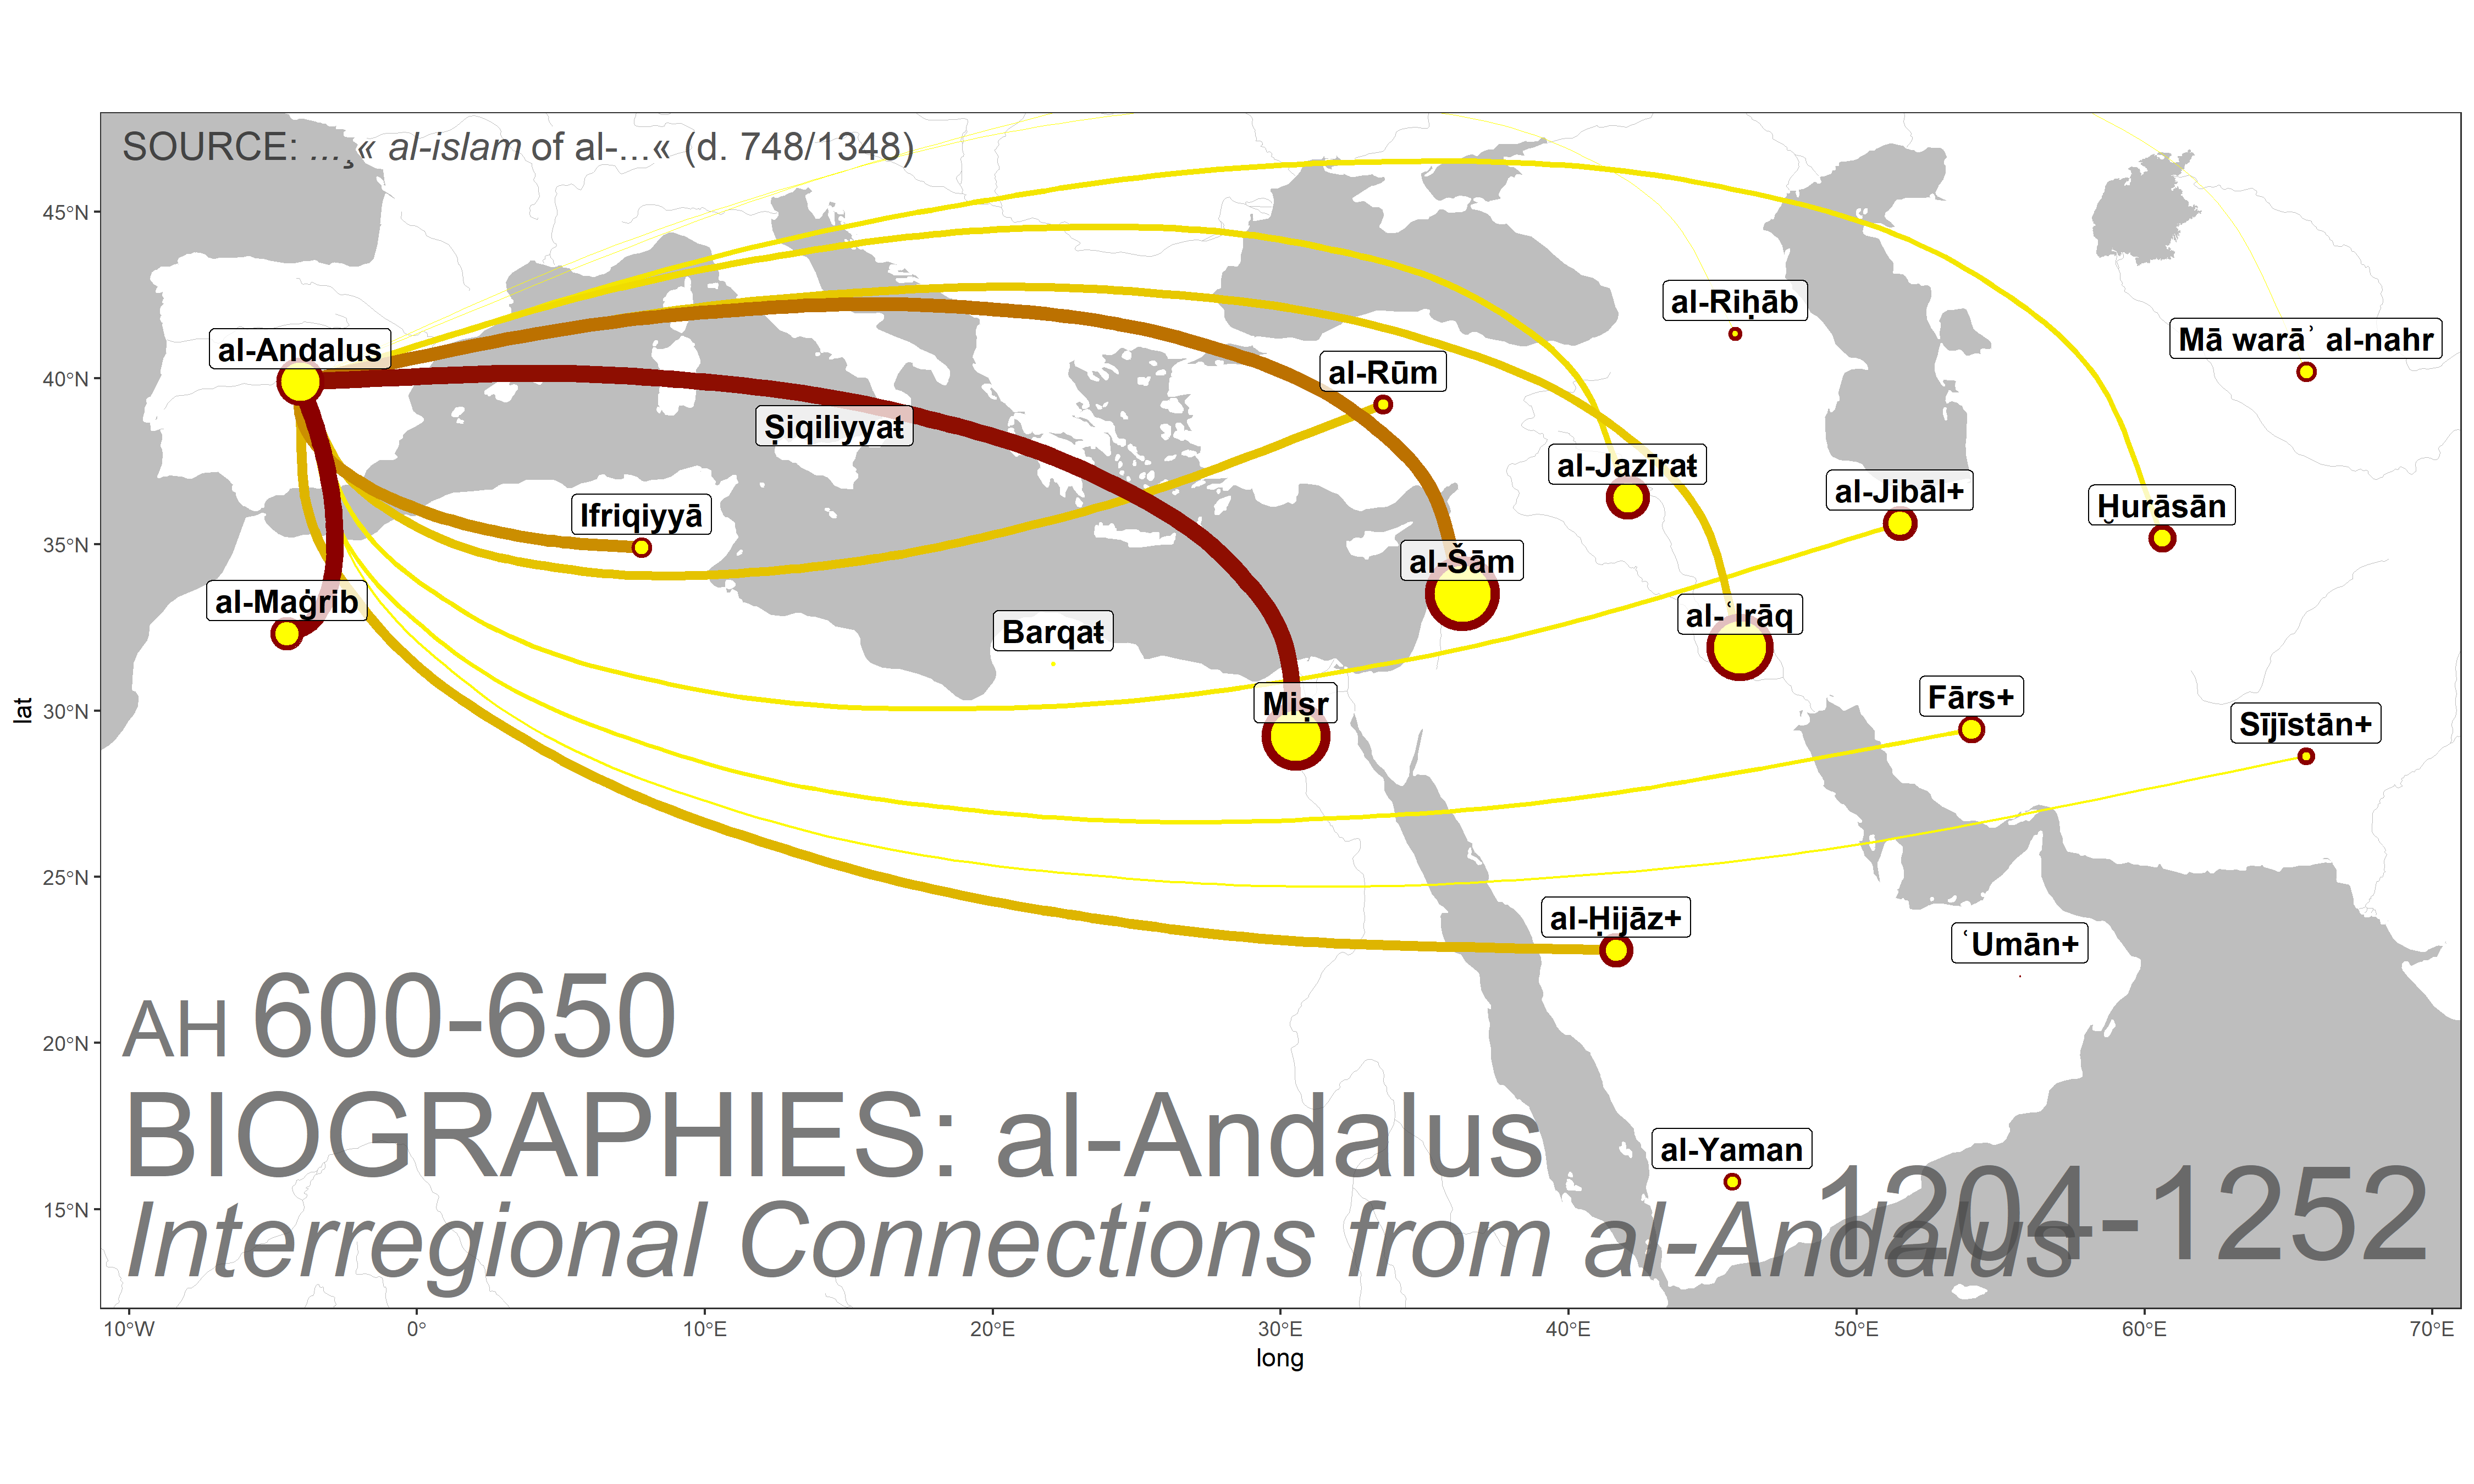 SOURCE: ...ȩ« al-islam of al-...« (d. 748/1348)
45°N
40°N
35°N
30°N
25°N
20°N
15°N
lat
al-Riḥāb
Mā warāʾ al-nahr
al-Andalus
al-Rūm
Ṣiqiliyyaŧ
al-Jazīraŧ
al-Jibāl+
Ḫurāsān
Ifriqiyyā
al-Šām
al-Maġrib
Barqaŧ
al-ʿIrāq
Miṣr
Fārs+
Sījīstān+
al-Ḥijāz+
ʿUmān+
al-Yaman
AH 600-650
BIOGRAPHIES: al-Andalus
Interregional Connections from al-Andalus
1204-1252
10°W 0° 10°E 20°E 30°E 40°E 50°E 60°E 70°E
long